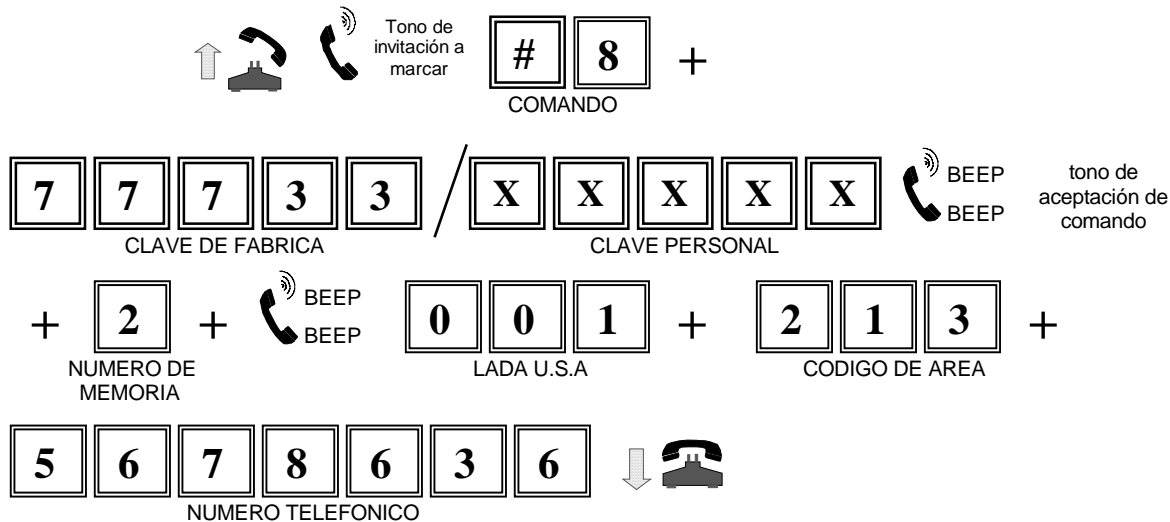 Tono de
invitación a
marcar
# 8 +
COMANDO
7 7 7 3 3 / X X X X X
BEEP
BEEP
tono de
aceptación de
comando
CLAVE DE FABRICA
CLAVE PERSONAL
+ 2 + BEEP
BEEP
0 0 1 + 2 1 3 +
NUMERO DE
MEMORIA
LADA U.S.A
CODIGO DE AREA
5 6 7 8 6 3 6
NUMERO TELEFONICO